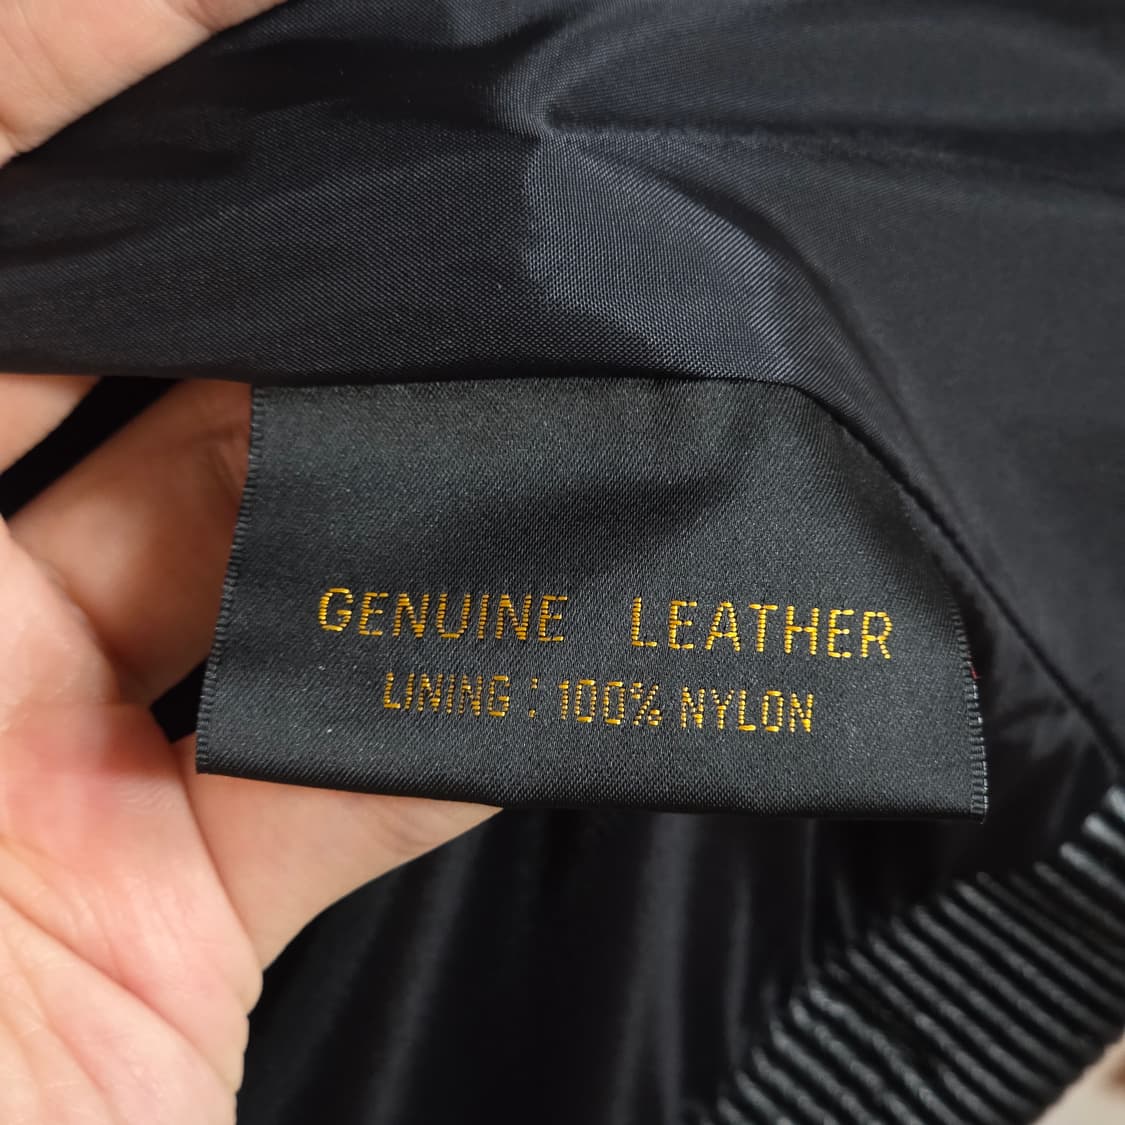 GENUINE LEATHER
LINING : 100% NYLON